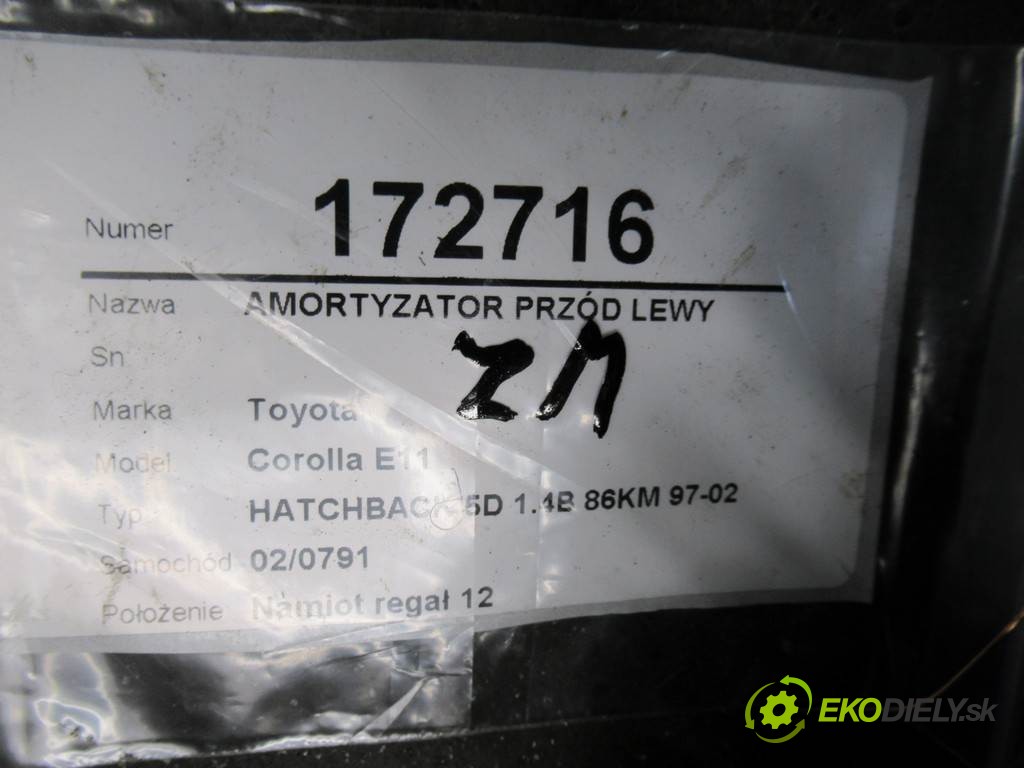 Numer 172716
Nazwa AMORTYZATOR PRZÓD LEWY
Sn
ZM
Marka Toyota
Model Corolla E11
Typ HATCHBACK 5D 1.4B 86KM 97-02
Samochód 02/0791
Położenie Namiot regał 12
EKODIELY.sk